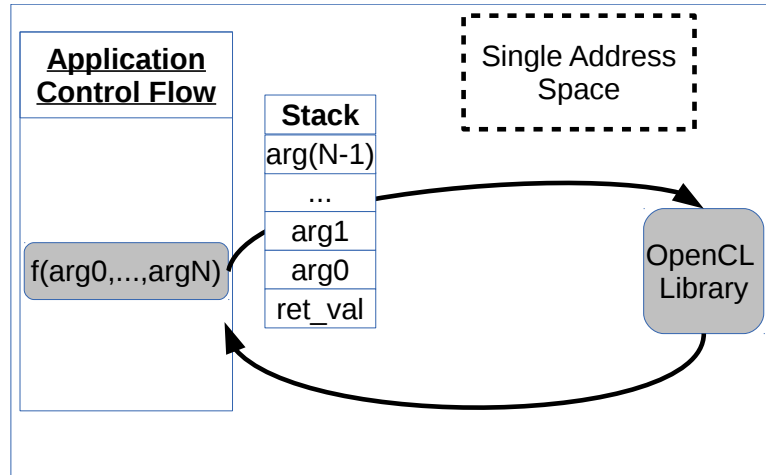 Application
Control Flow
Single Address
Space
Stack
arg(N-1)
...
arg1
arg0
ret_val
f(arg0,...,argN)
OpenCL
Library